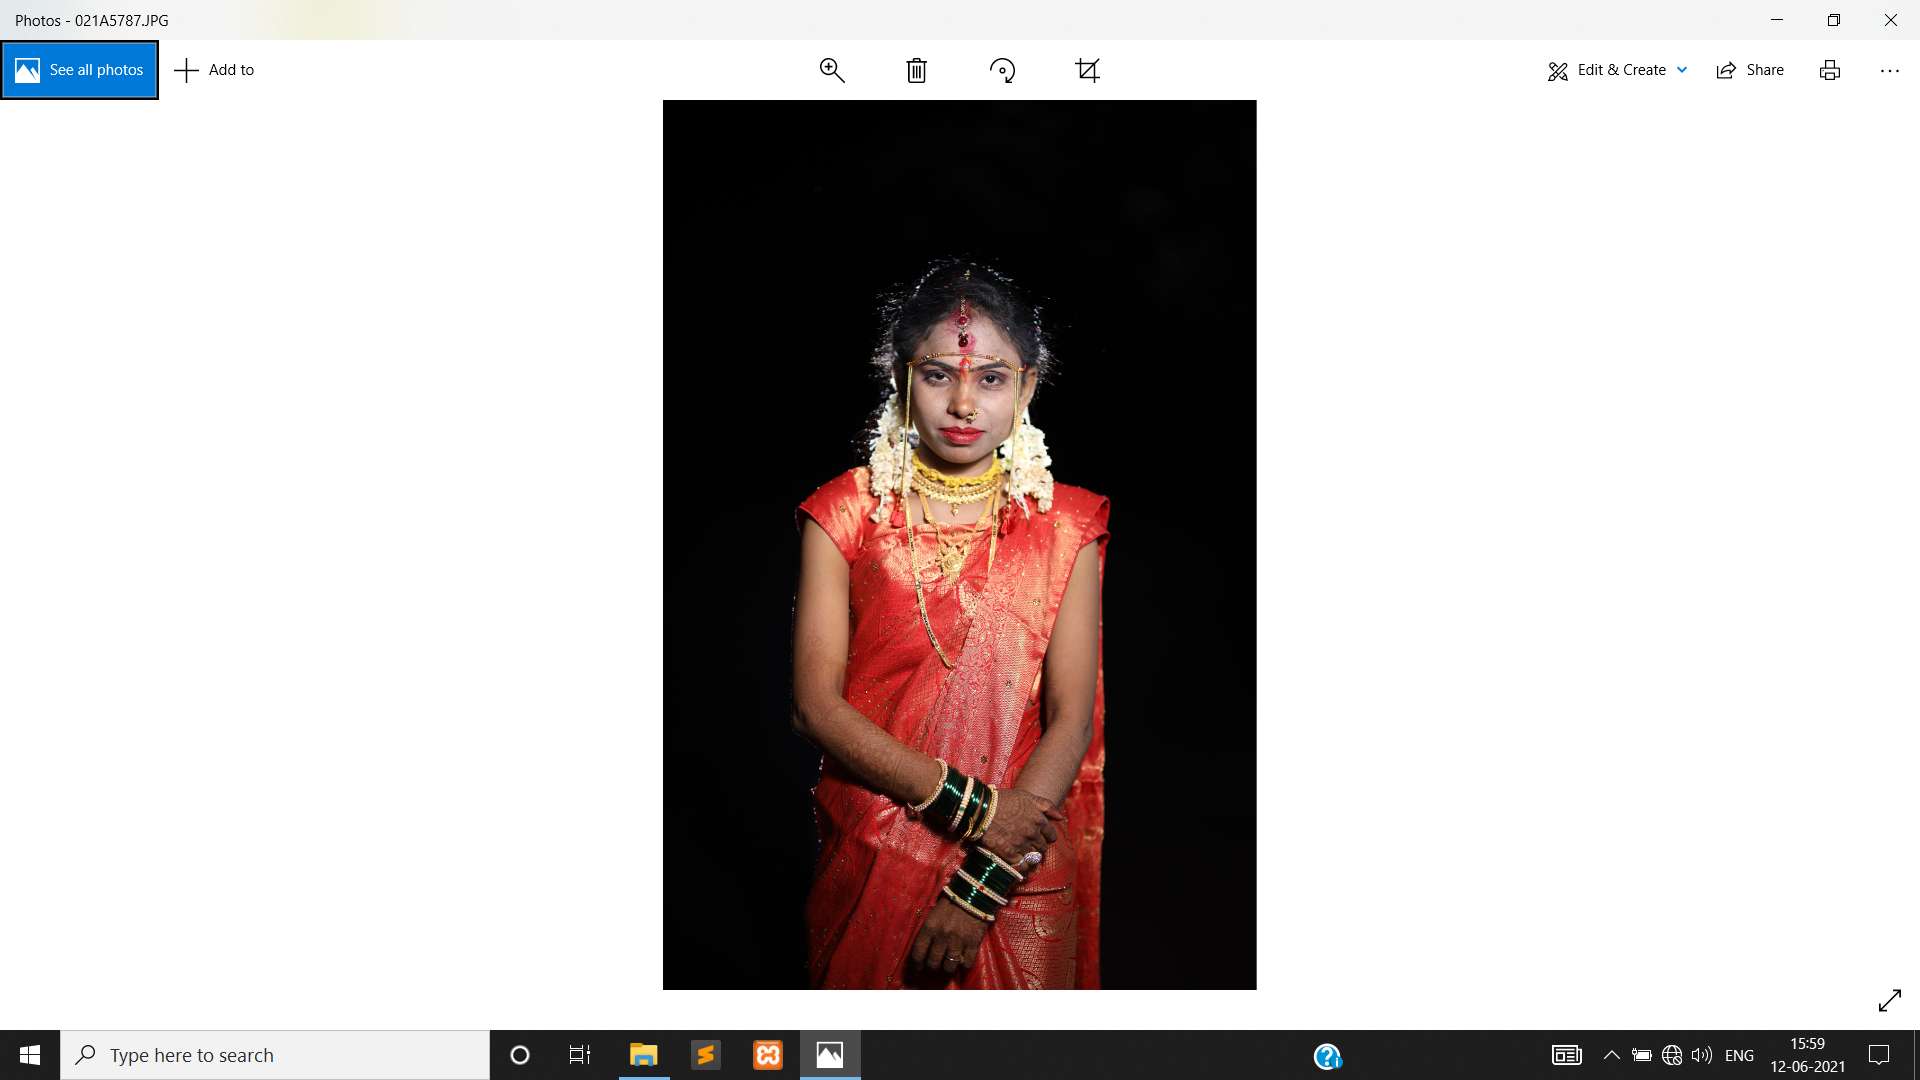 Photos - 021A5787.JPG
See all photos
Add to
Edit & Create
Share
Type here to search
ENG
15:59
12-06-2021